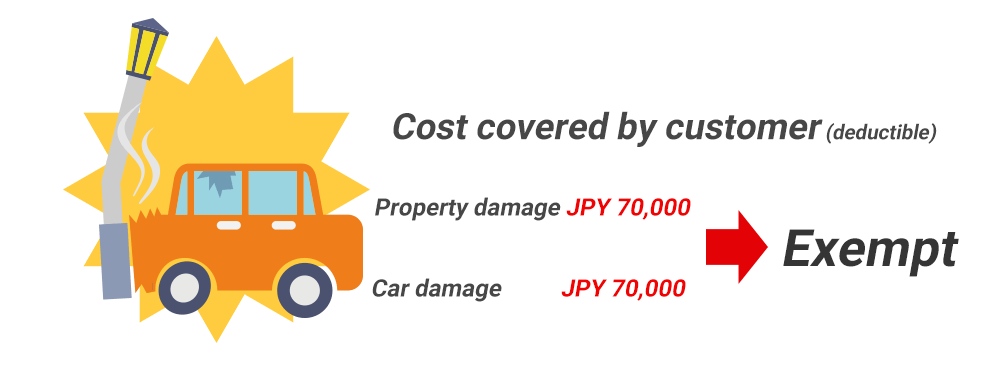 Cost covered by customer (deductible)
Property damage JPY 70,000
Exempt
Car damage JPY 70,000